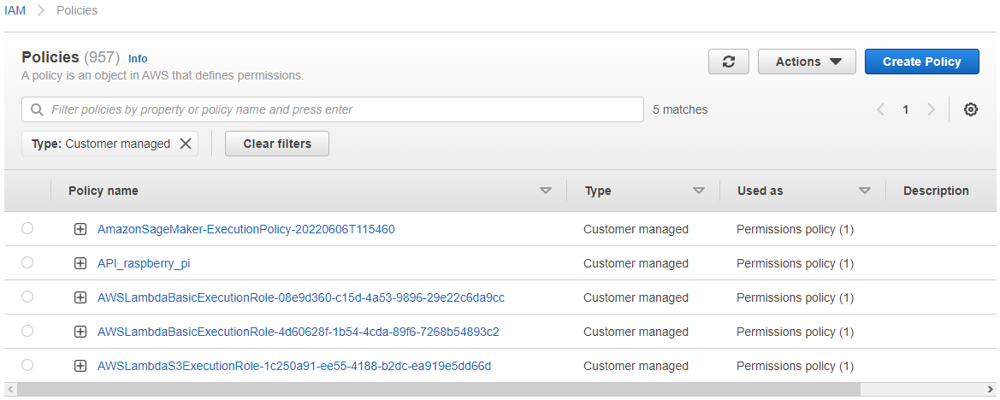 IAM > Policies
Policies (957) Info
A policy is an object in AWS that defines permissions.
Actions
Create Policy
Filter policies by property or policy name and press enter
5 matches
1
Type: Customer managed
Clear filters
Policy name Type Used as Description
AmazonSageMaker-ExecutionPolicy-20220606T115460 Customer managed Permissions policy (1)
API_raspberry_pi Customer managed Permissions policy (1)
AWSLambdaBasicExecutionRole-08e9d360-c15d-4a53-9896-29e22c6da9cc Customer managed Permissions policy (1)
AWSLambdaBasicExecutionRole-4d60628f-1b54-4cda-89f6-7268b54893c2 Customer managed Permissions policy (1)
AWSLambdaS3ExecutionRole-1c250a91-ee55-4188-b2dc-ea919e5dd66d Customer managed Permissions policy (1)